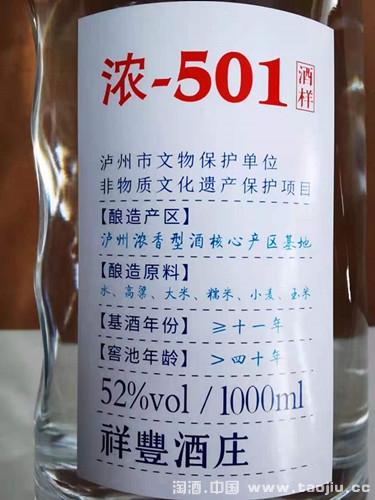 浓-501 酒样
泸州市文物保护单位
非物质文化遗产保护项目
【酿造产区】
泸州浓香型酒核心产区基地
【酿造原料】
水、高粱、大米、糯米、小麦、玉米
【基酒年份】 ≥十一年
【窖池年龄】 >四十年
52%vol / 1000ml
祥豐酒庄
淘酒.中国 www.taojiu.cc